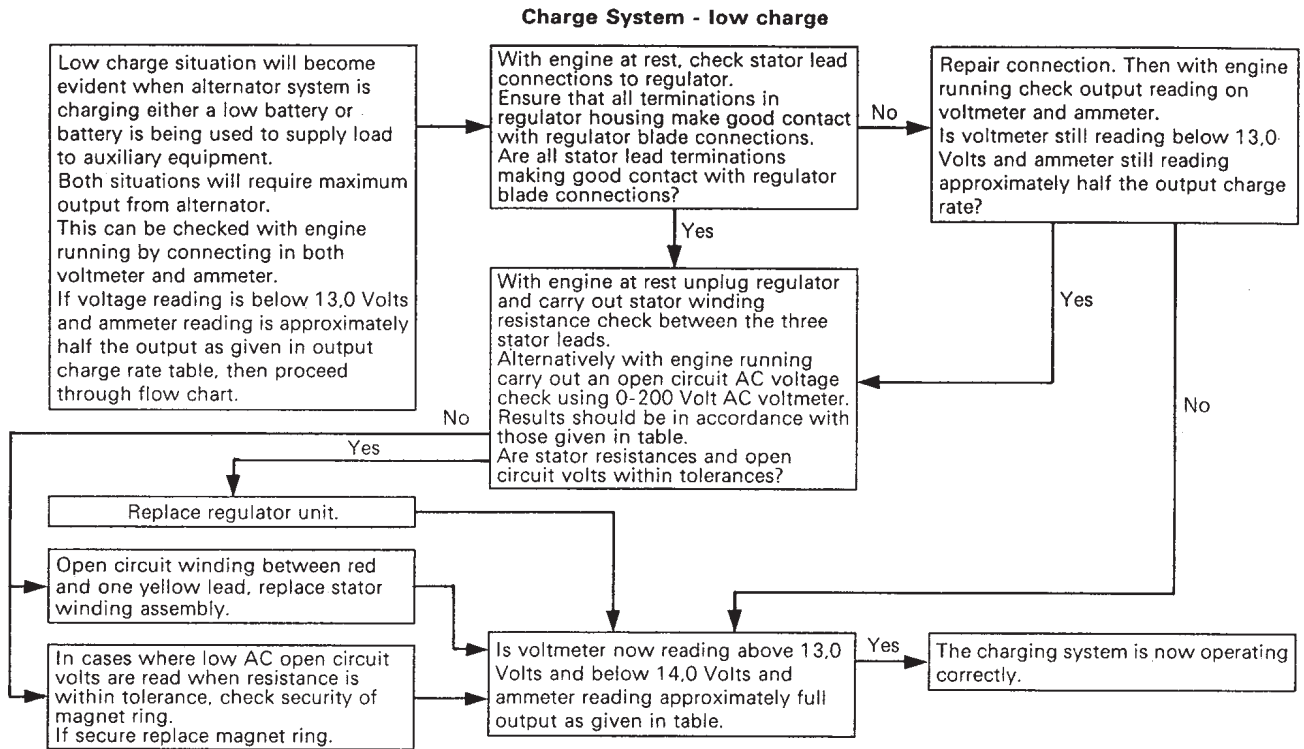 Charge System - low charge
Low charge situation will become
evident when alternator system is
charging either a low battery or
battery is being used to supply load
to auxiliary equipment.
Both situations will require maximum
output from alternator.
This can be checked with engine
running by connecting in both
voltmeter and ammeter.
If voltage reading is below 13,0 Volts
and ammeter reading is approximately
half the output as given in output
charge rate table, then proceed
through flow chart.
With engine at rest, check stator lead
connections to regulator.
Ensure that all terminations in
regulator housing make good contact
with regulator blade connections.
Are all stator lead terminations
making good contact with regulator
blade connections?
No
Repair connection. Then with engine
running check output reading on
voltmeter and ammeter.
Is voltmeter still reading below 13,0
Volts and ammeter still reading
approximately half the output charge
rate?
Yes
With engine at rest unplug regulator
and carry out stator winding
resistance check between the three
stator leads.
Alternatively with engine running
carry out an open circuit AC voltage
check using 0-200 Volt AC voltmeter.
Results should be in accordance with
those given in table.
Are stator resistances and open
circuit volts within tolerances?
Yes
No
No
Yes
Replace regulator unit.
Open circuit winding between red
and one yellow lead, replace stator
winding assembly.
In cases where low AC open circuit
volts are read when resistance is
within tolerance, check security of
magnet ring.
If secure replace magnet ring.
Is voltmeter now reading above 13,0
Volts and below 14,0 Volts and
ammeter reading approximately full
output as given in table.
Yes
The charging system is now operating
correctly.